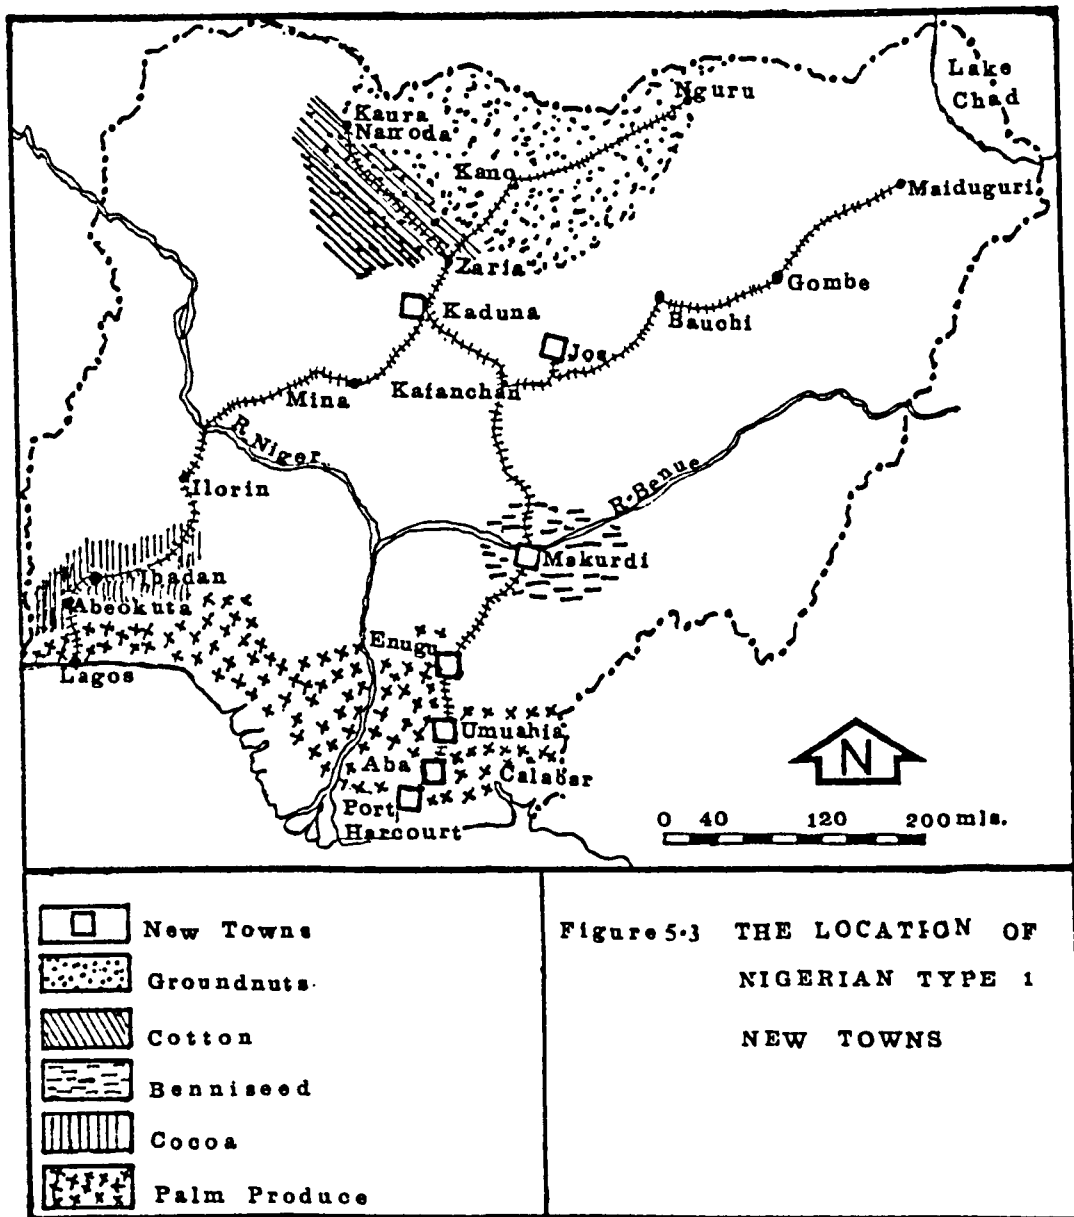 Lake
Chad
Nguru
Kaura
Namoda
Kano
Maiduguri
Zaria
Gombe
Kaduna
Bauchi
Jos
Mina
Kafanchan
R. Niger
Ilorin
R. Benue
Makurdi
Ibadan
Abeokuta
Enugu
Lagos
Umuahia
Aba
Calabar
Port
Harcourt
N
0 40 120 200 mls.
New Towns
Groundnuts
Cotton
Benniseed
Cocoa
Palm Produce
Figure 5.3 THE LOCATION OF
NIGERIAN TYPE 1
NEW TOWNS